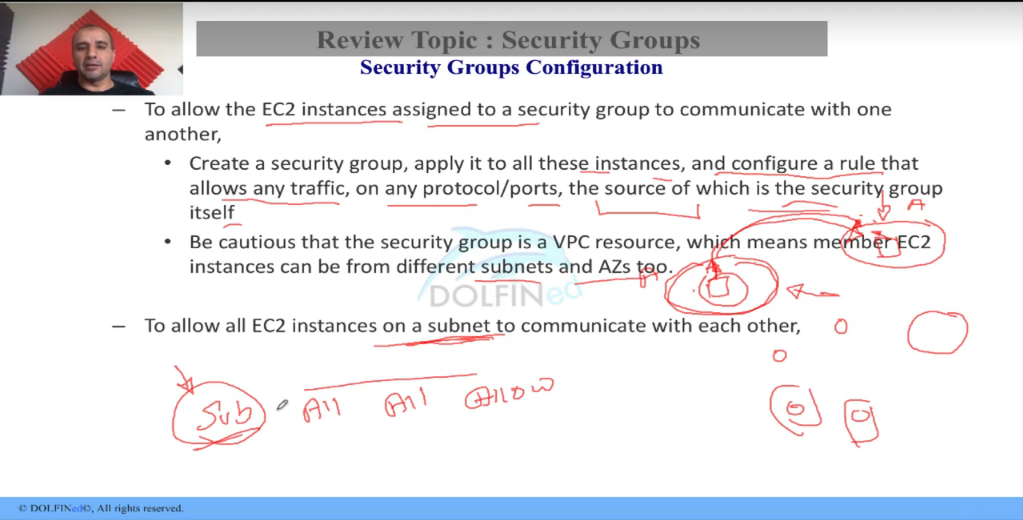 Review Topic : Security Groups
Security Groups Configuration
– To allow the EC2 instances assigned to a security group to communicate with one
another,
• Create a security group, apply it to all these instances, and configure a rule that
allows any traffic, on any protocol/ports, the source of which is the security group
itself
A
• Be cautious that the security group is a VPC resource, which means member EC2
instances can be from different subnets and AZs too.
A
DOLFINed
– To allow all EC2 instances on a subnet to communicate with each other,
Sub All All Allow
© DOLFINed©, All rights reserved.